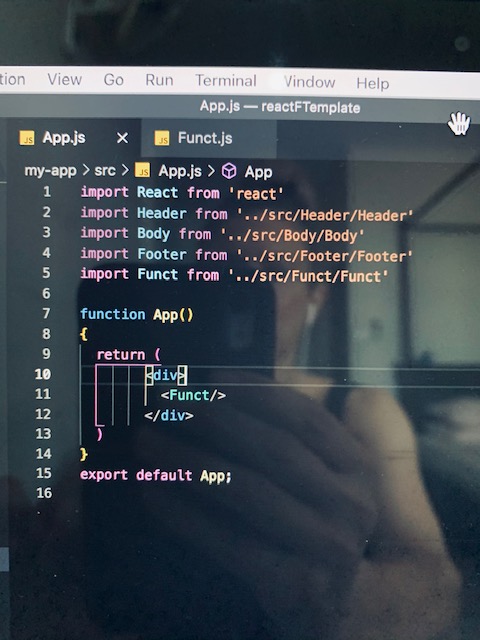 tion View Go Run Terminal Window Help
App.js — reactFTemplate
JS App.js × JS Funct.js
my-app > src > JS App.js > App
1 import React from 'react'
2 import Header from '../src/Header/Header'
3 import Body from '../src/Body/Body'
4 import Footer from '../src/Footer/Footer'
5 import Funct from '../src/Funct/Funct'
6
7 function App()
8 {
9 return (
10 <div>
11 <Funct/>
12 </div>
13 )
14 }
15 export default App;
16